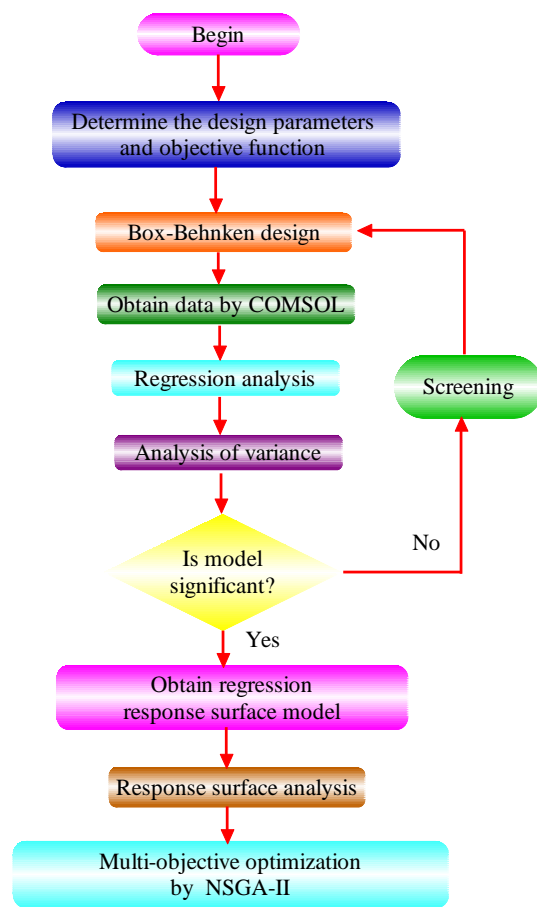 Begin
Determine the design parameters
and objective function
Box-Behnken design
Obtain data by COMSOL
Regression analysis
Screening
Analysis of variance
No
Is model
significant?
Yes
Obtain regression
response surface model
Response surface analysis
Multi-objective optimization
by NSGA-II